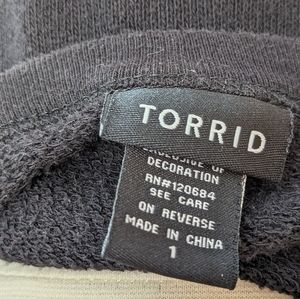 TORRID
EXCLUSIVE OF
DECORATION
RN#120684
SEE CARE
ON REVERSE
MADE IN CHINA
1